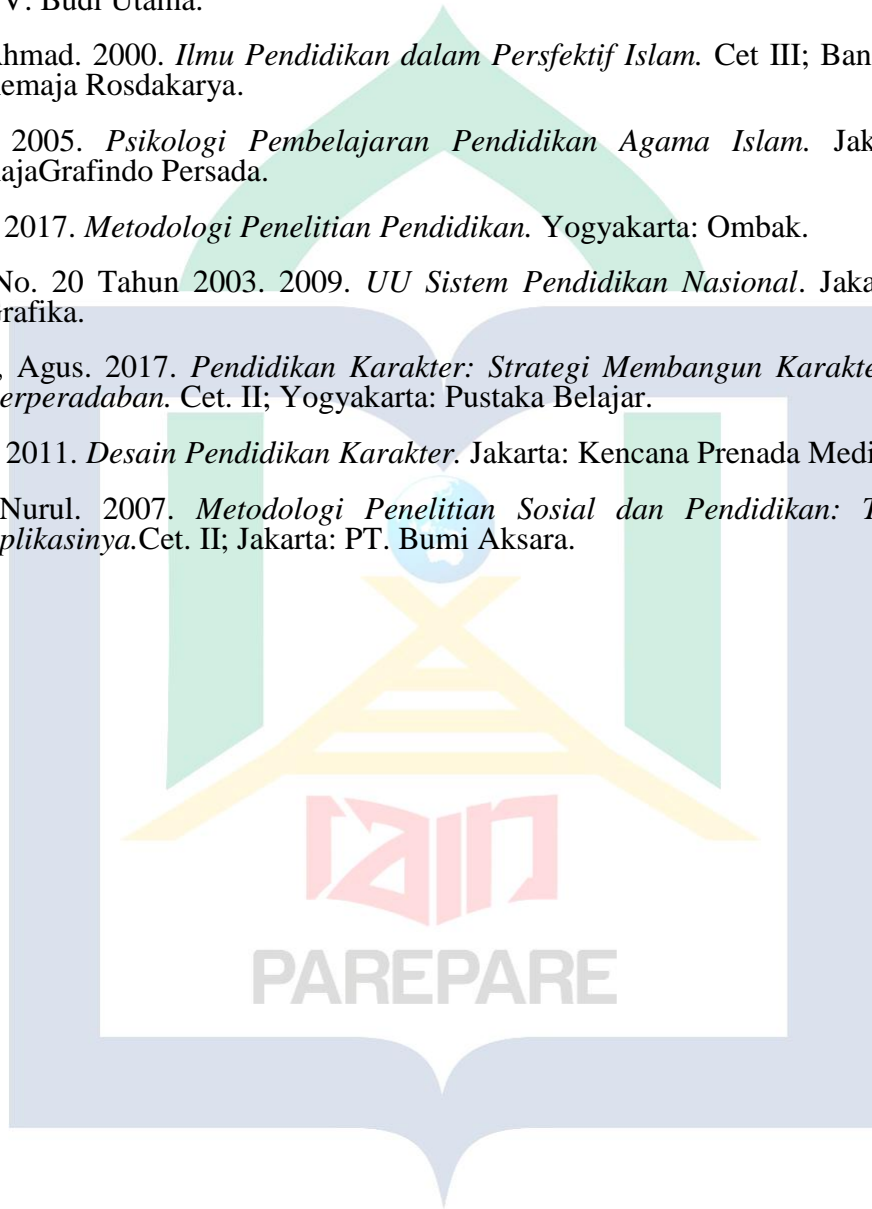 V. Budi Utama.
Ahmad. 2000. Ilmu Pendidikan dalam Persfektif Islam. Cet III; Ban
emaja Rosdakarya.
2005. Psikologi Pembelajaran Pendidikan Agama Islam. Jak
ajaGrafindo Persada.
2017. Metodologi Penelitian Pendidikan. Yogyakarta: Ombak.
No. 20 Tahun 2003. 2009. UU Sistem Pendidikan Nasional. Jaka
Grafika.
, Agus. 2017. Pendidikan Karakter: Strategi Membangun Karakte
erperadaban. Cet. II; Yogyakarta: Pustaka Belajar.
2011. Desain Pendidikan Karakter. Jakarta: Kencana Prenada Medi
Nurul. 2007. Metodologi Penelitian Sosial dan Pendidikan: T
plikasinya.Cet. II; Jakarta: PT. Bumi Aksara.
iain
PAREPARE